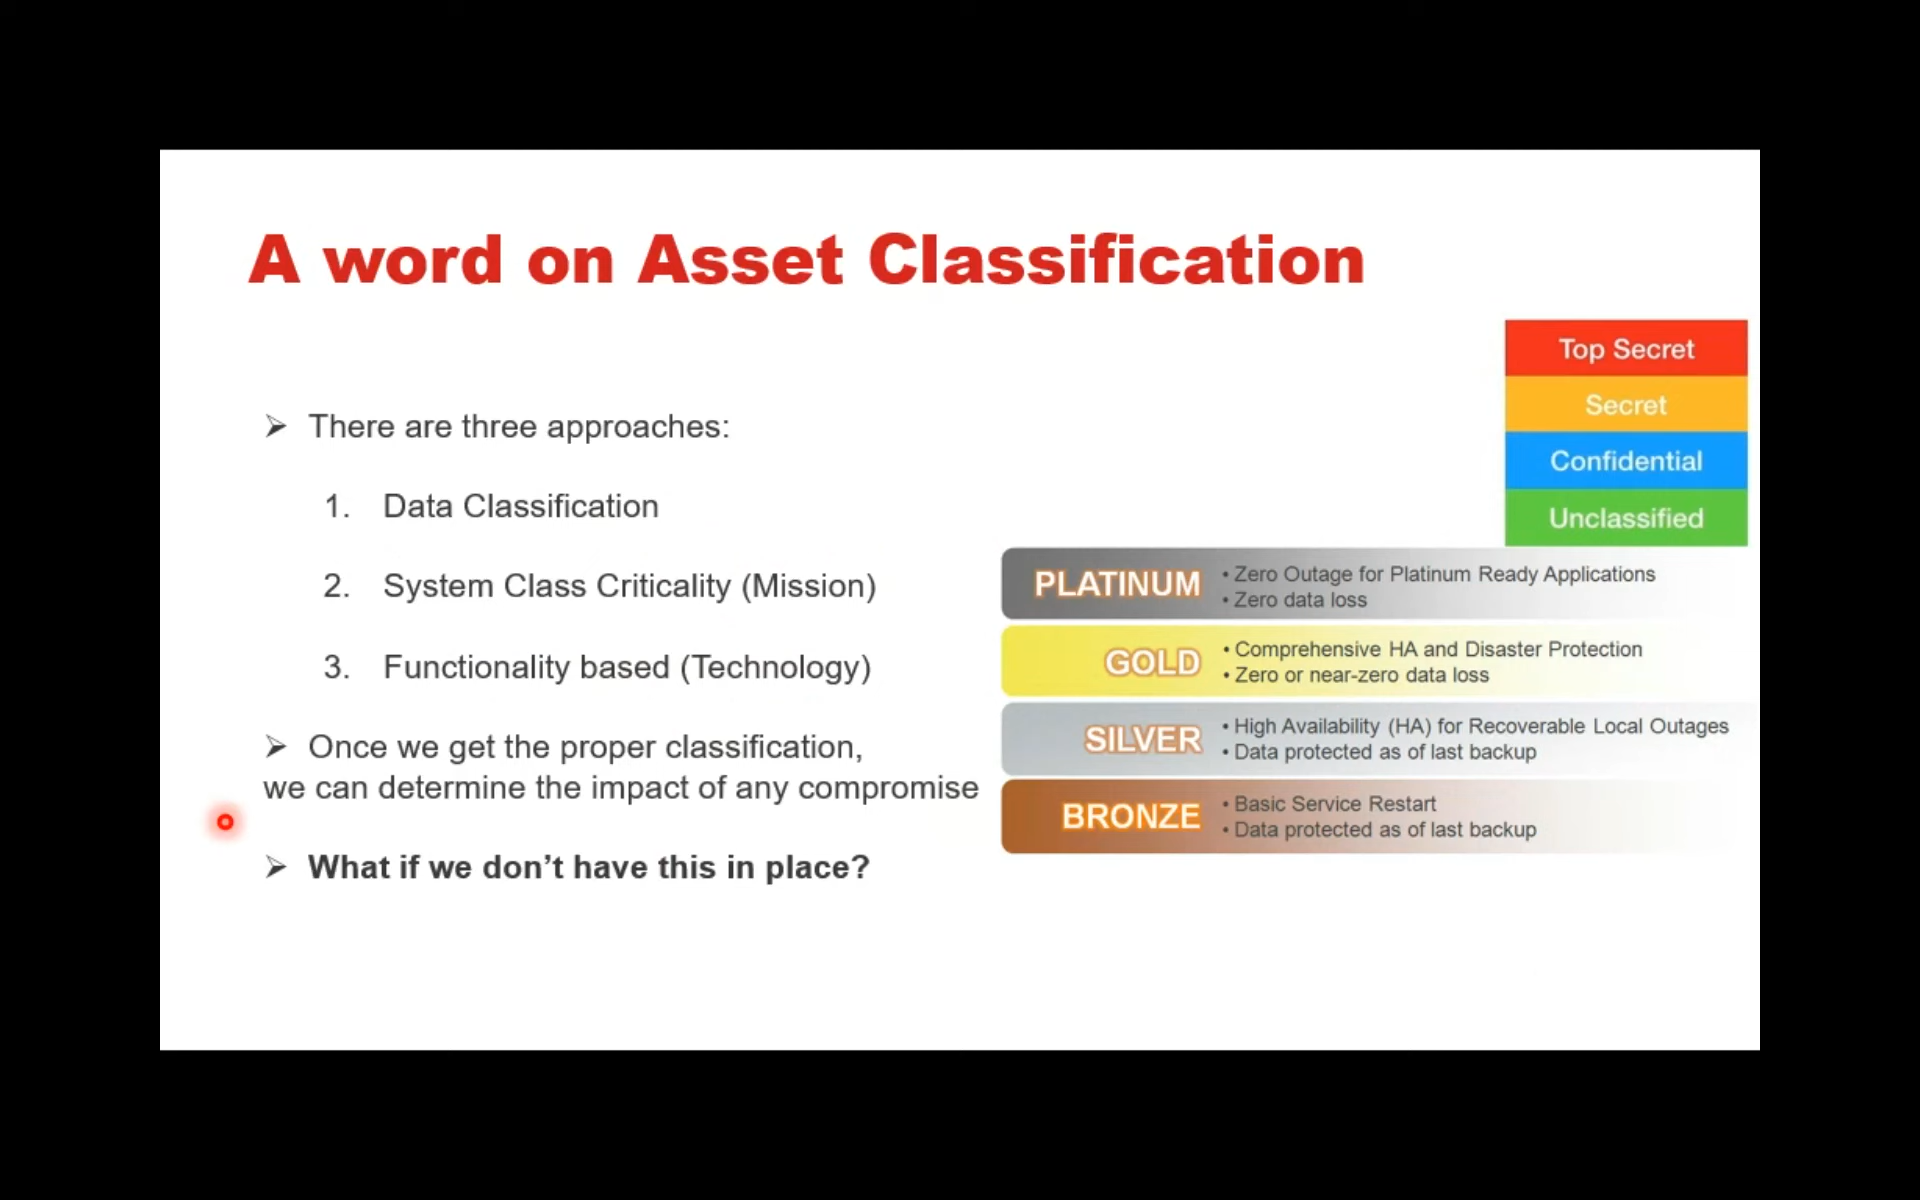 A word on Asset Classification
➢ There are three approaches:
1. Data Classification
2. System Class Criticality (Mission)
3. Functionality based (Technology)
➢ Once we get the proper classification,
we can determine the impact of any compromise
➢ What if we don’t have this in place?
Top Secret
Secret
Confidential
Unclassified
PLATINUM
• Zero Outage for Platinum Ready Applications
• Zero data loss
GOLD
• Comprehensive HA and Disaster Protection
• Zero or near-zero data loss
SILVER
• High Availability (HA) for Recoverable Local Outages
• Data protected as of last backup
BRONZE
• Basic Service Restart
• Data protected as of last backup